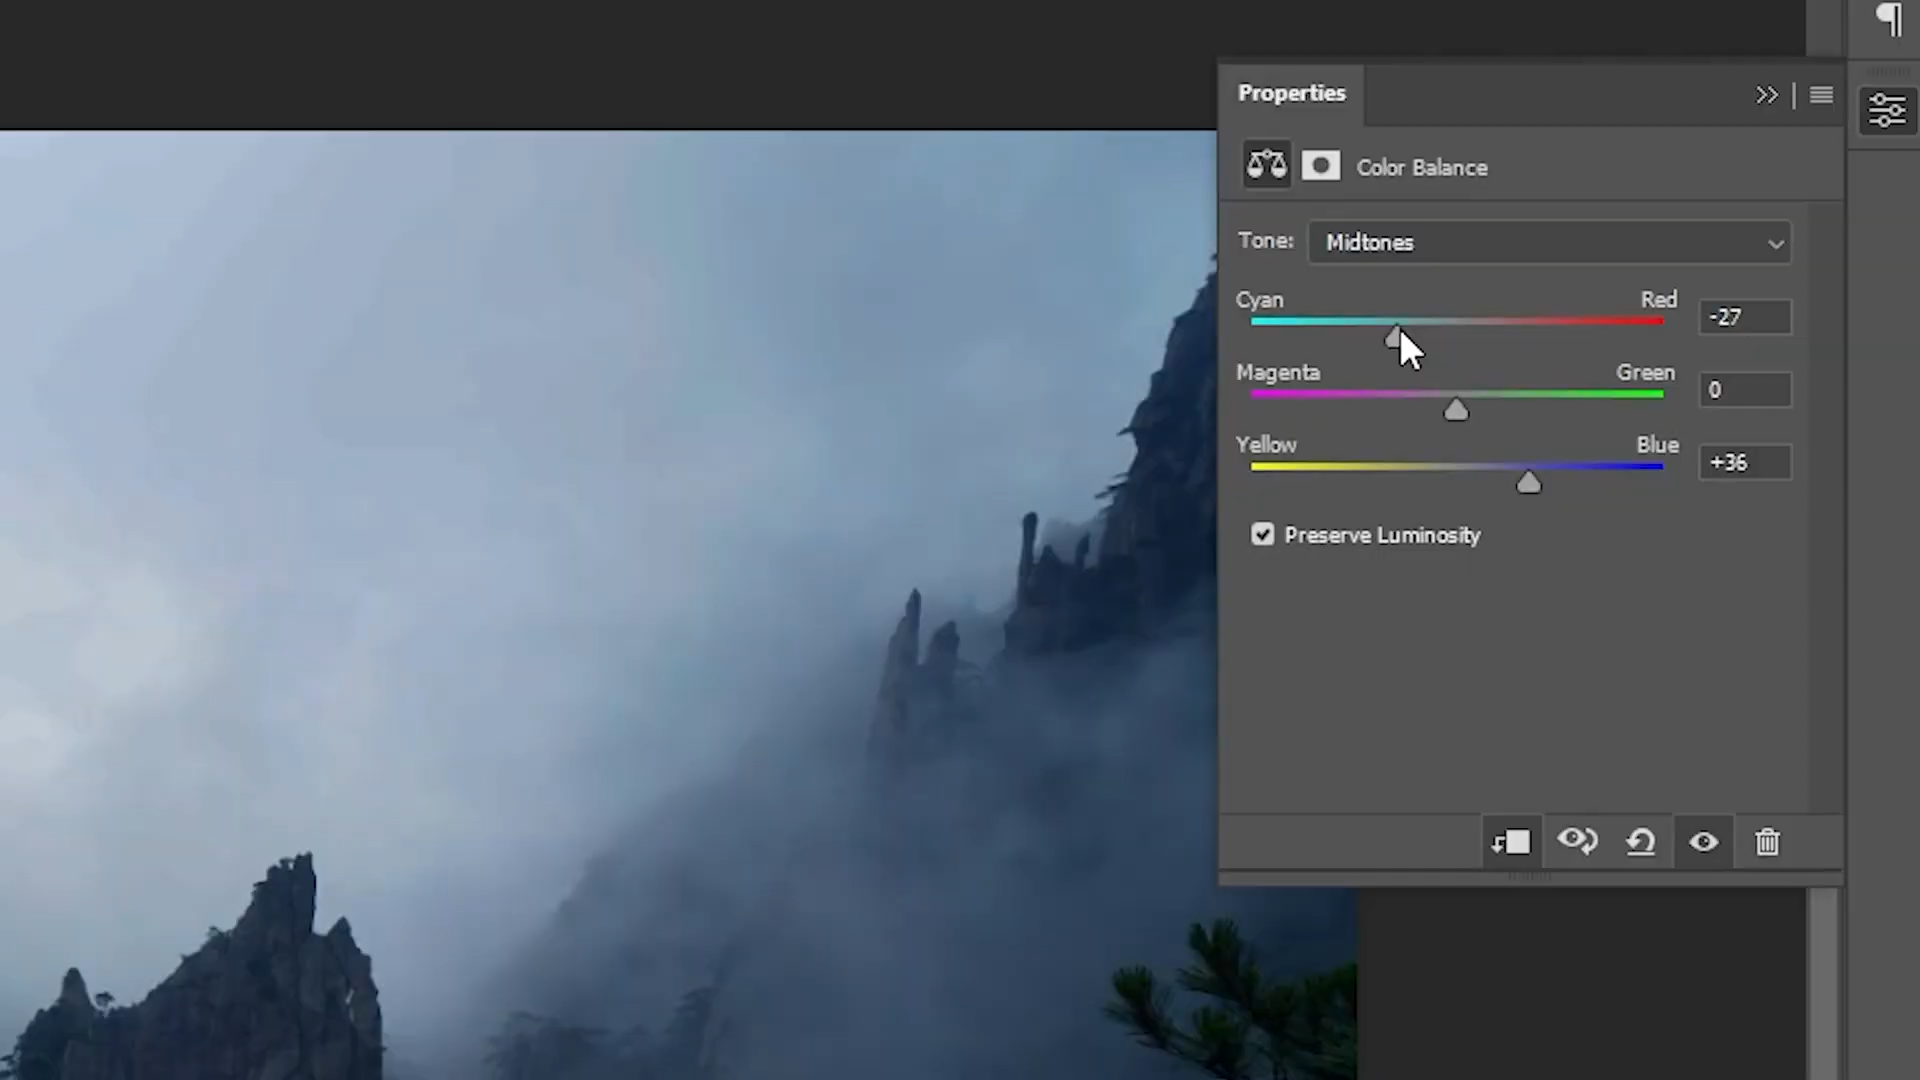 Properties
Color Balance
Tone: Midtones
Cyan Red -27
Magenta Green 0
Yellow Blue +36
Preserve Luminosity